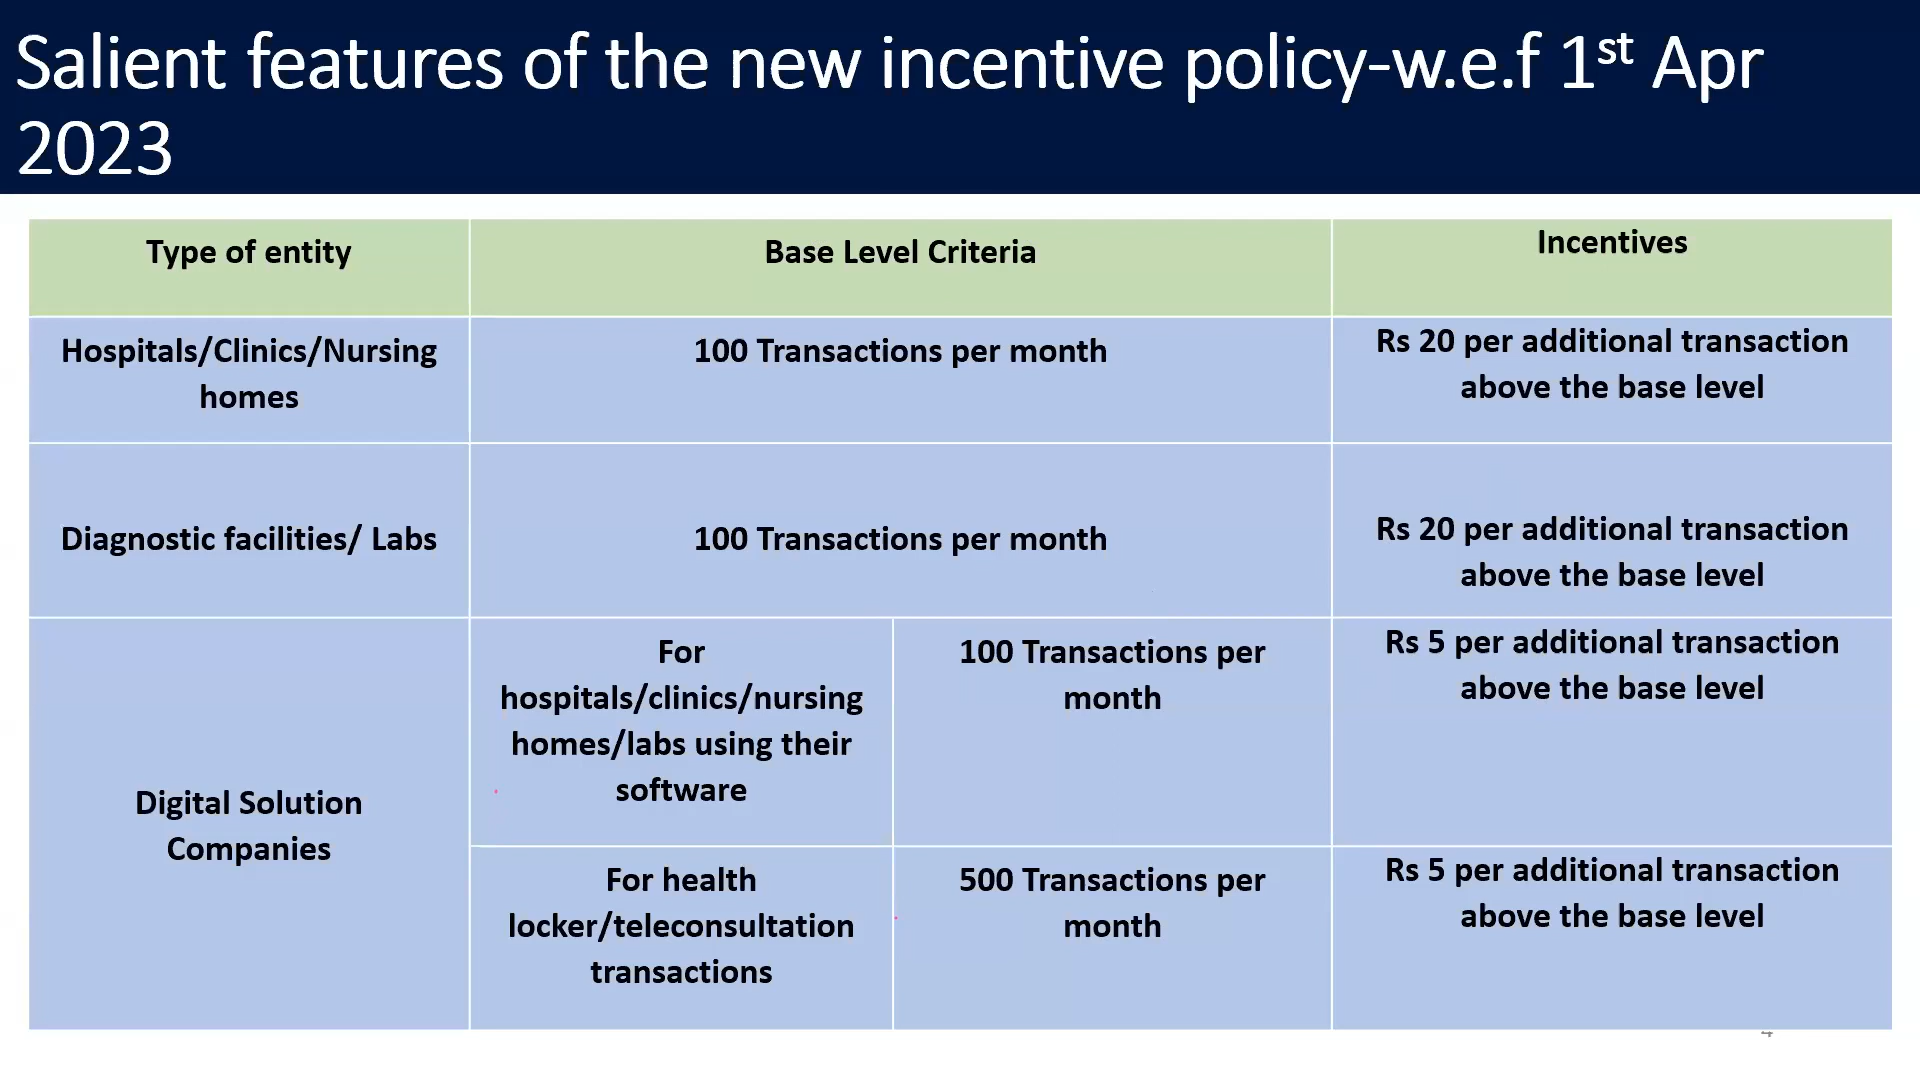 Salient features of the new incentive policy-w.e.f 1st Apr
2023
Type of entity
Base Level Criteria
Incentives
Hospitals/Clinics/Nursing
homes
100 Transactions per month
Rs 20 per additional transaction
above the base level
Diagnostic facilities/ Labs
100 Transactions per month
Rs 20 per additional transaction
above the base level
Digital Solution
Companies
For
hospitals/clinics/nursing
homes/labs using their
software
100 Transactions per
month
Rs 5 per additional transaction
above the base level
For health
locker/teleconsultation
transactions
500 Transactions per
month
Rs 5 per additional transaction
above the base level